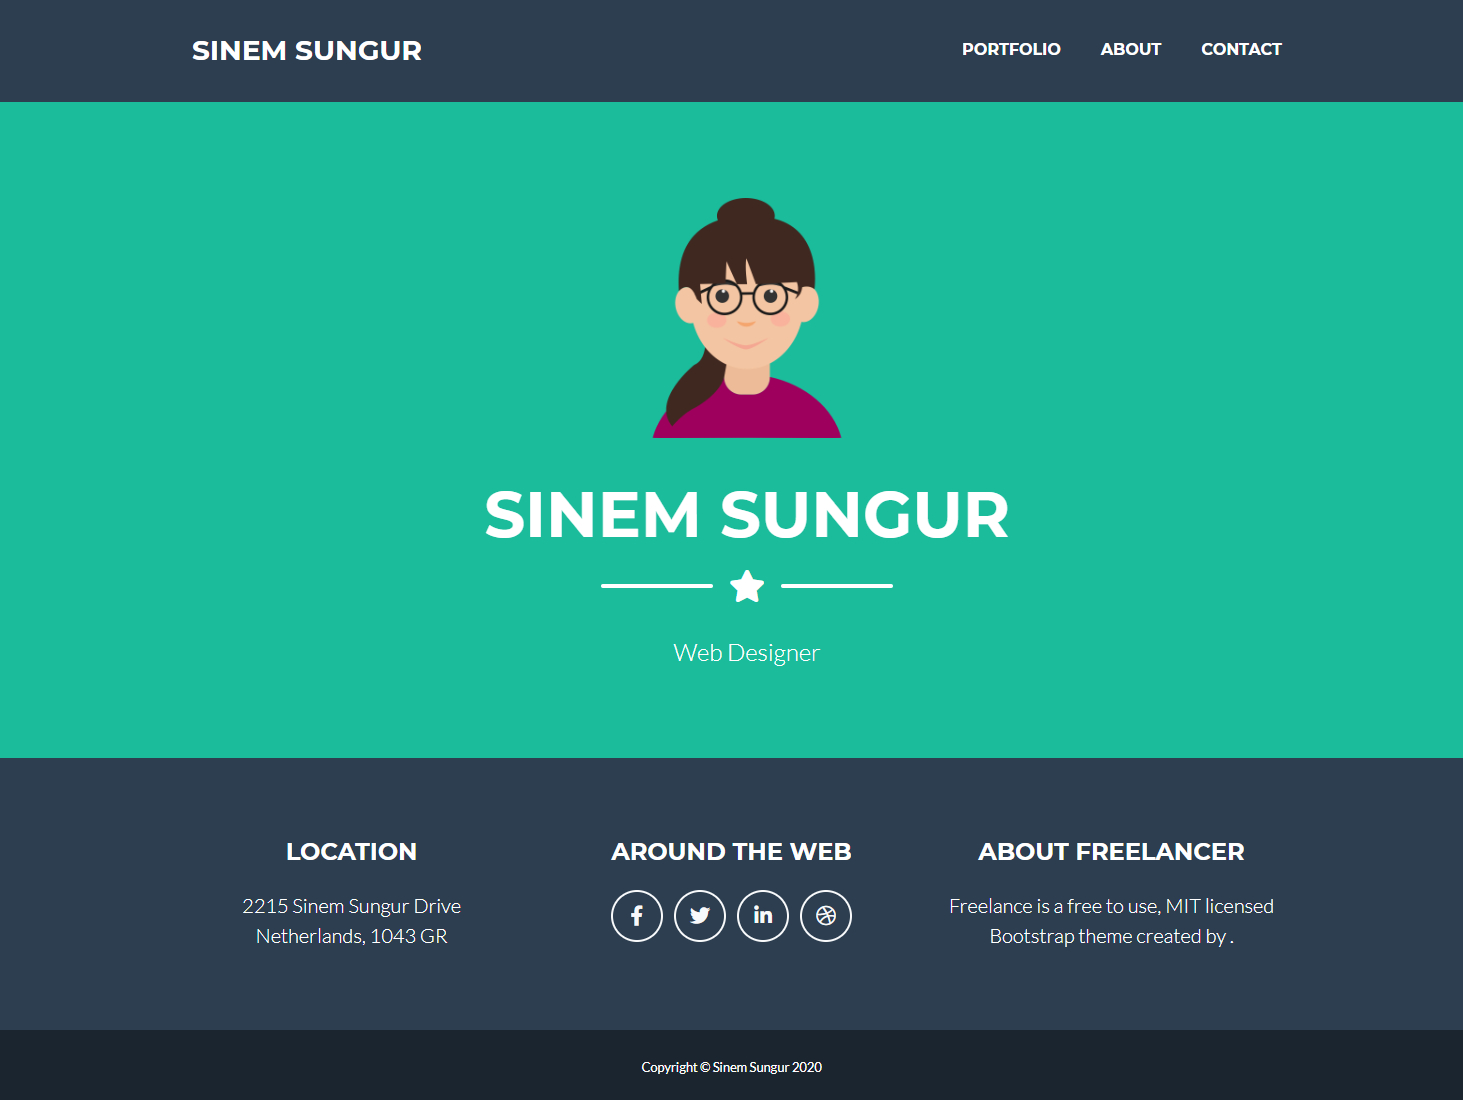 SINEM SUNGUR
PORTFOLIO ABOUT CONTACT
SINEM SUNGUR
Web Designer
LOCATION
2215 Sinem Sungur Drive
Netherlands, 1043 GR
AROUND THE WEB
ABOUT FREELANCER
Freelance is a free to use, MIT licensed
Bootstrap theme created by .
Copyright © Sinem Sungur 2020